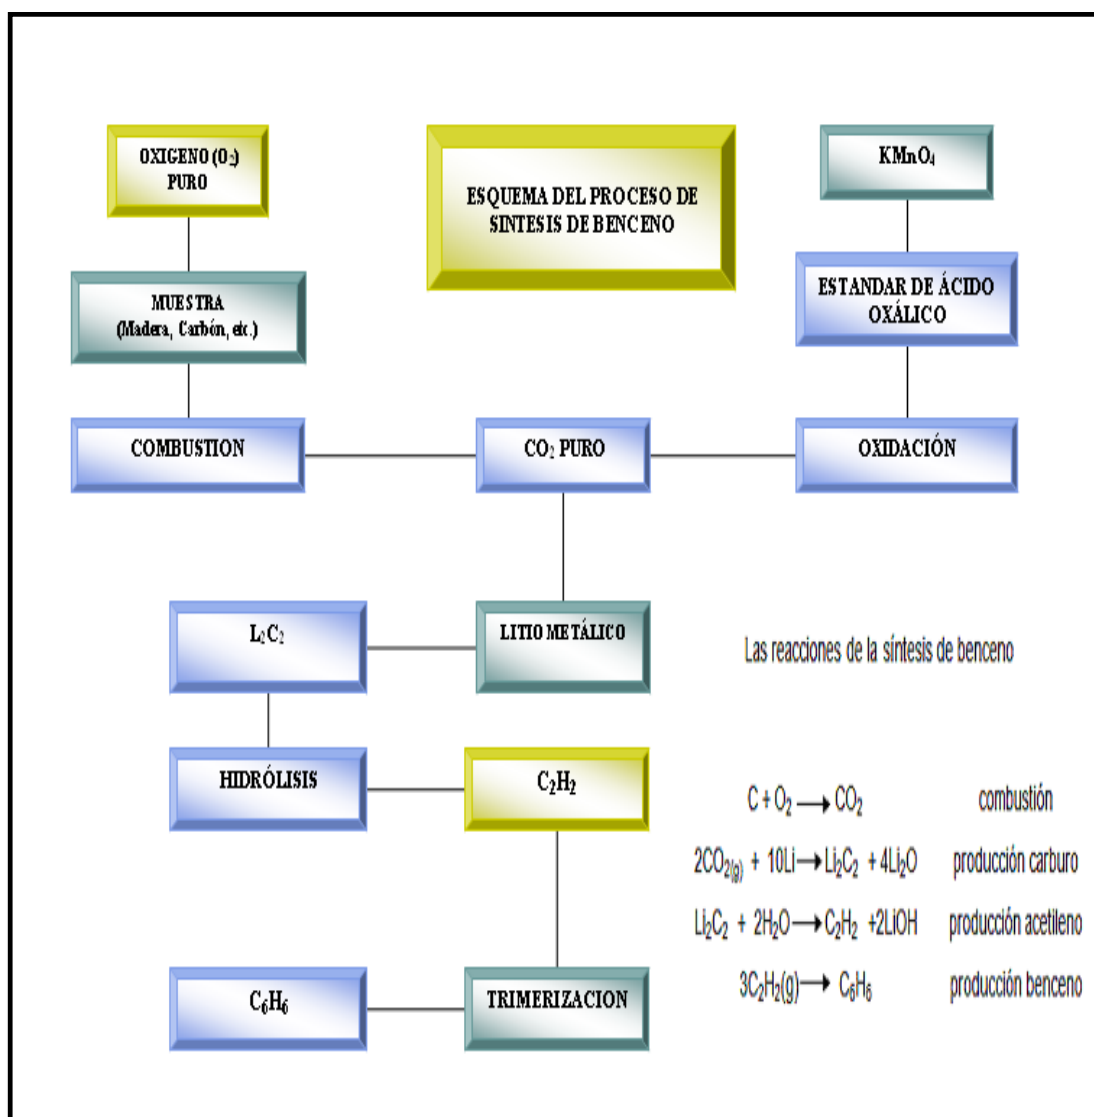 OXIGENO (O₂)
PURO
ESQUEMA DEL PROCESO DE
SINTESIS DE BENCENO
KMnO₄
MUESTRA
(Madera, Carbón, etc.)
ESTANDAR DE ÁCIDO
OXÁLICO
COMBUSTION
CO₂ PURO
OXIDACIÓN
L₂C₂
LITIO METÁLICO
Las reacciones de la síntesis de benceno
HIDRÓLISIS
C₂H₂
C + O₂ → CO₂ combustión
2CO₂(g) + 10Li → Li₂C₂ + 4Li₂O producción carburo
Li₂C₂ + 2H₂O → C₂H₂ +2LiOH producción acetileno
3C₂H₂(g) → C₆H₆ producción benceno
C₆H₆
TRIMERIZACION